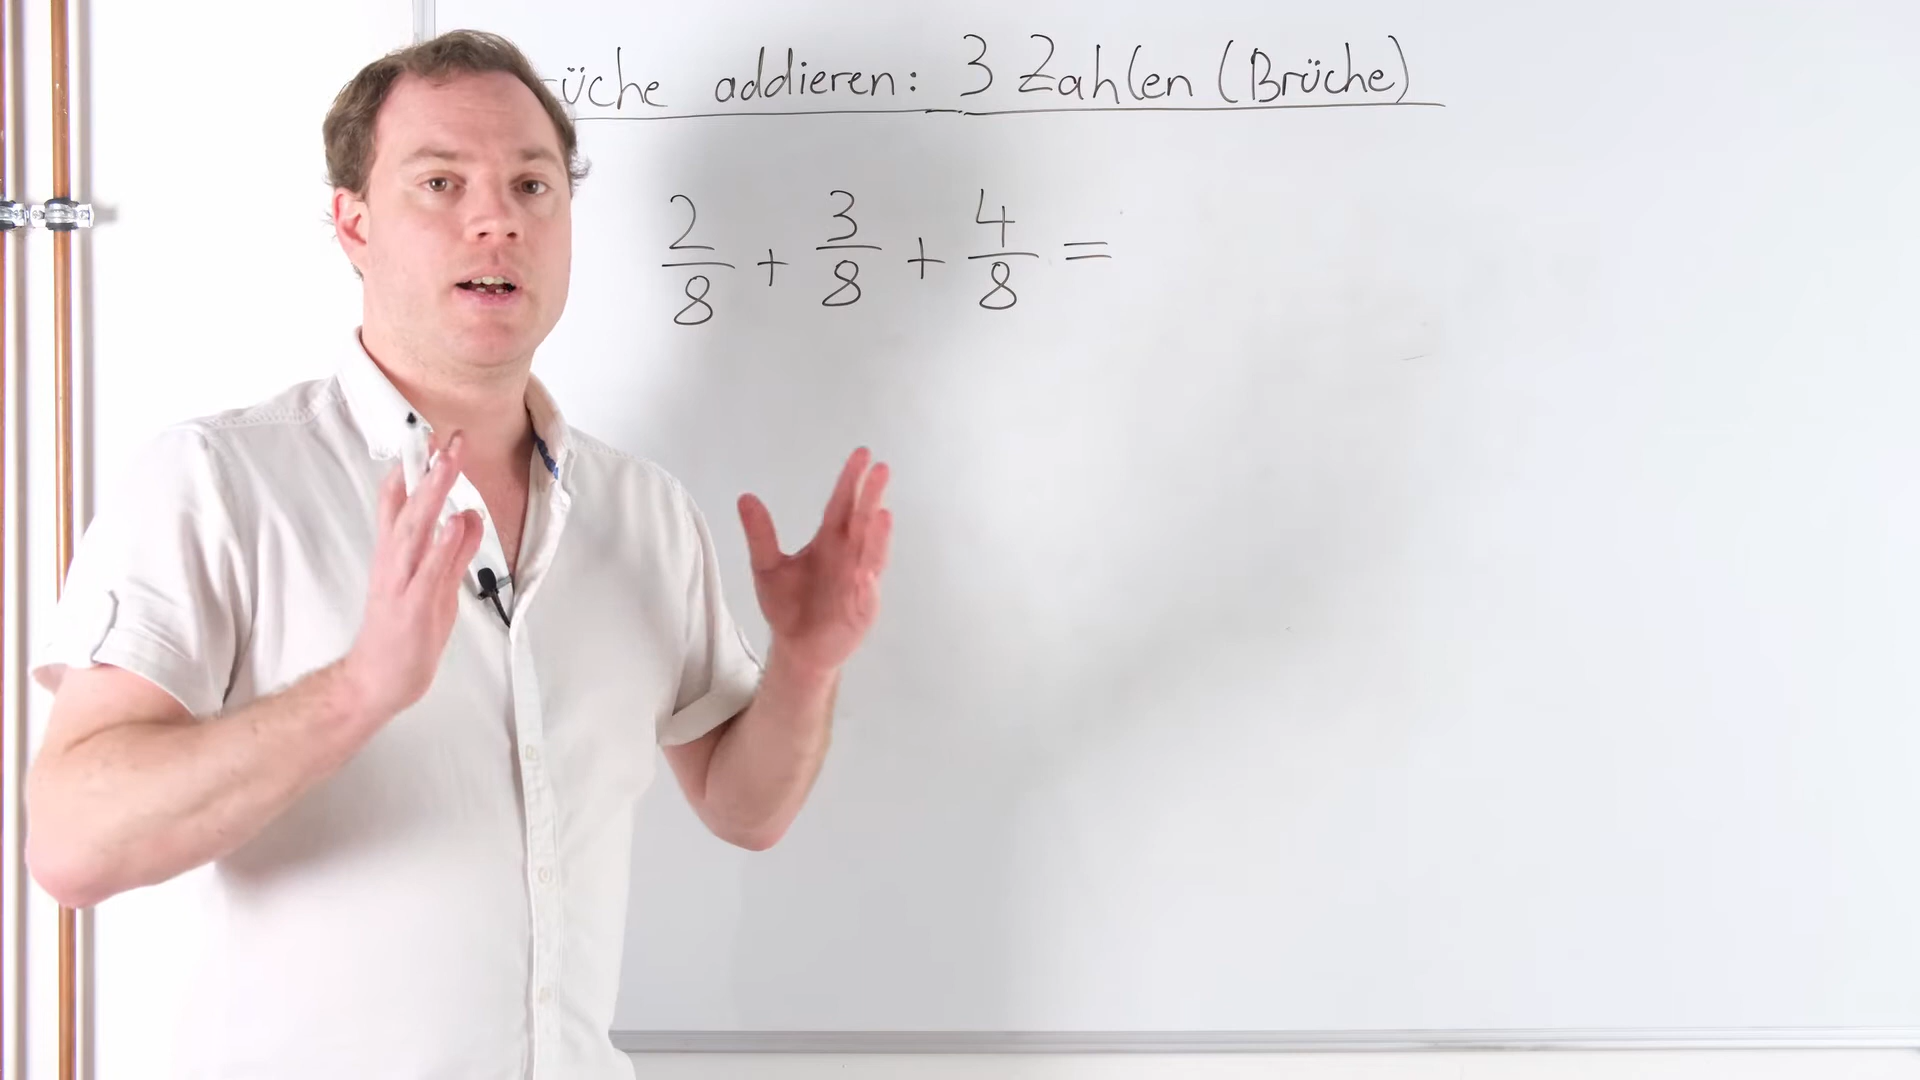 üche addieren: 3 Zahlen (Brüche)
2/8 + 3/8 + 4/8 =